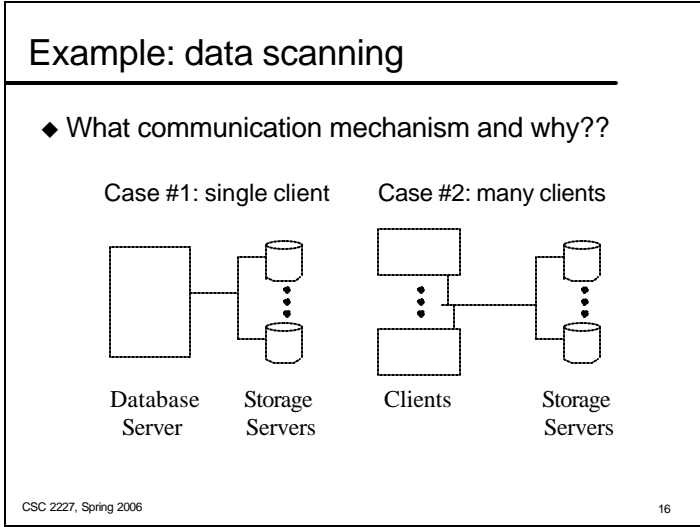 Example: data scanning
◆ What communication mechanism and why??
Case #1: single client
Case #2: many clients
Database
Server
Storage
Servers
Clients
Storage
Servers
CSC 2227, Spring 2006
16